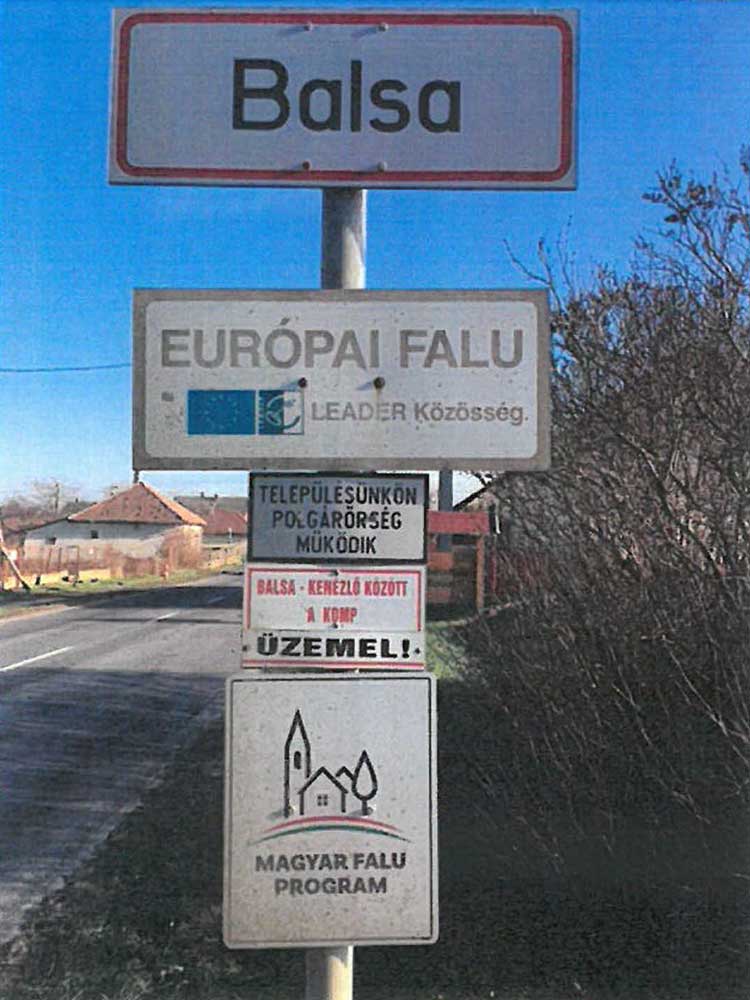 Balsa
EURÓPAI FALU
LEADER Közösség
TELEPÜLÉSÜNKÖN
POLGÁRŐRSÉG
MŰKÖDIK
BALSA - KENÉZLŐ KÖZÖTT
A KOMP
ÜZEMEL!
MAGYAR FALU
PROGRAM